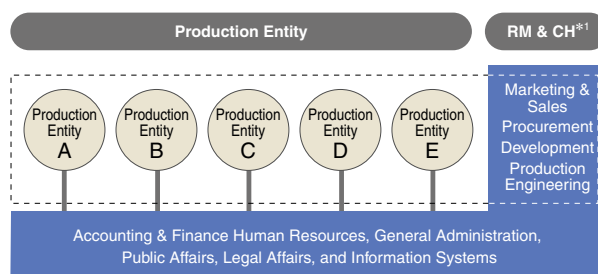 Production Entity
RM & CH*1
Production
Entity
A
Production
Entity
B
Production
Entity
C
Production
Entity
D
Production
Entity
E
Marketing &
Sales
Procurement
Development
Production
Engineering
Accounting & Finance Human Resources, General Administration,
Public Affairs, Legal Affairs, and Information Systems